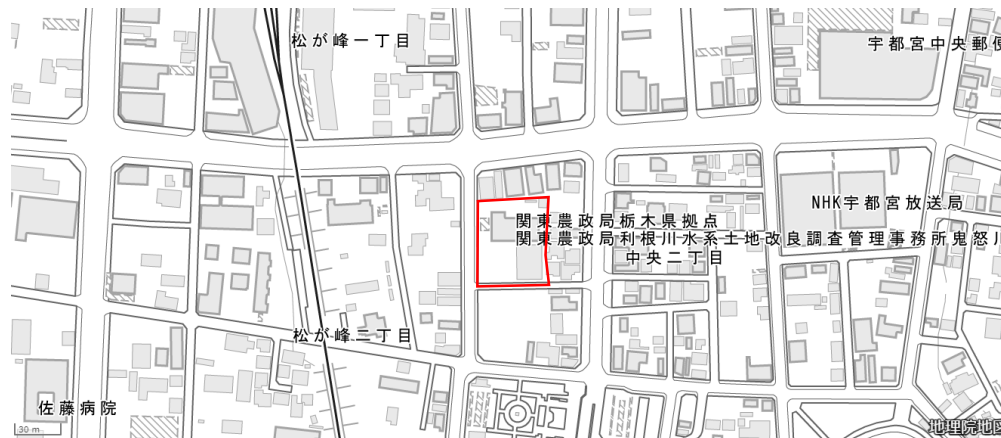 松が峰一丁目
宇都宮中央郵便
NHK宇都宮放送局
関東農政局栃木県拠点
関東農政局利根川水系土地改良調査管理事務所鬼怒川
中央二丁目
松が峰二丁目
佐藤病院
30 m
地理院地図